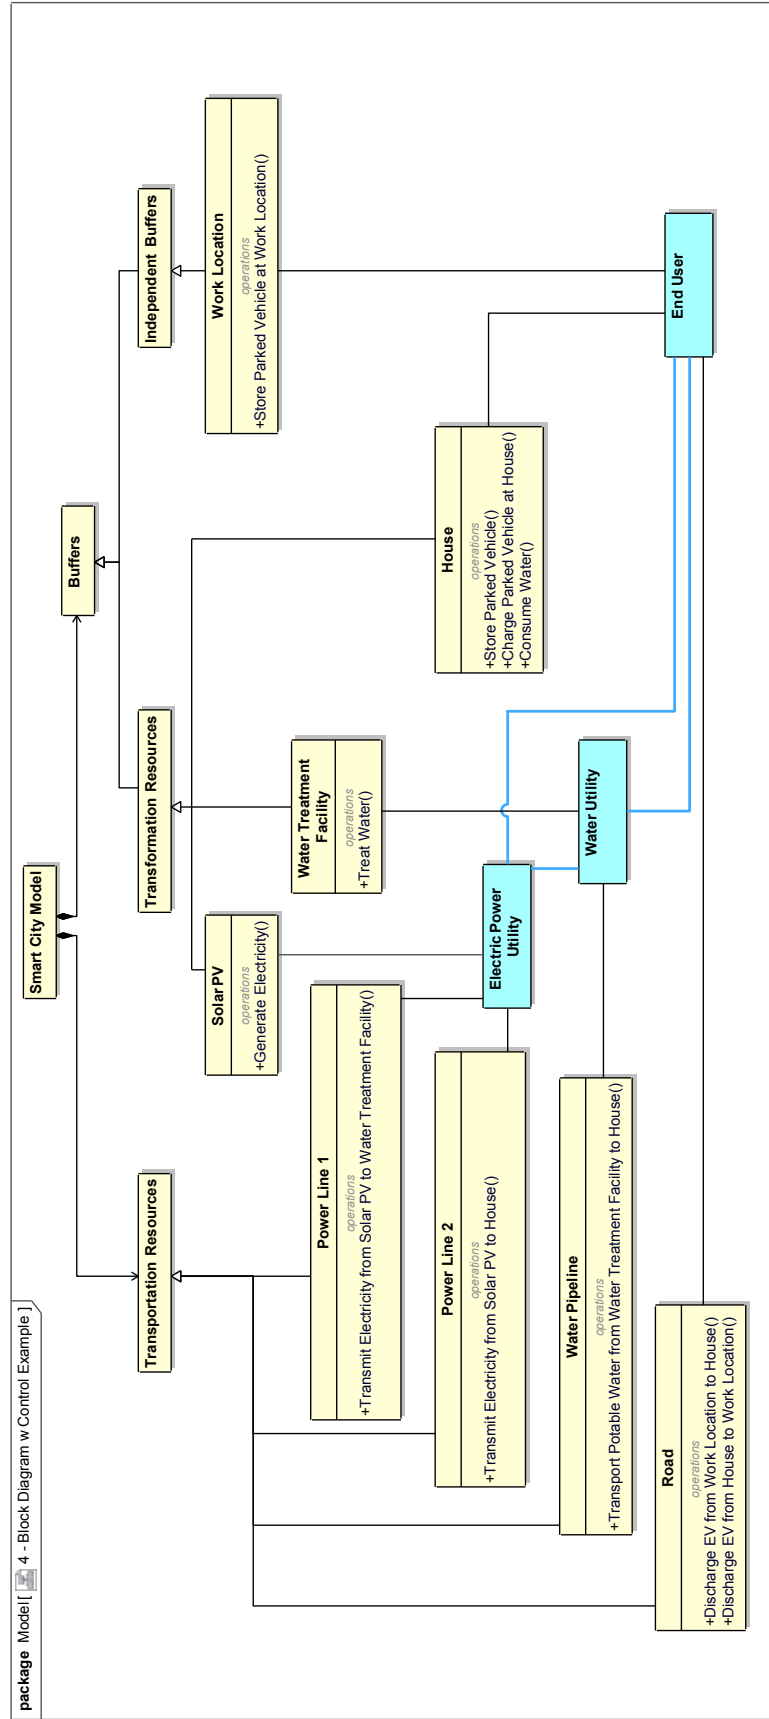 package Model[ 4 - Block Diagram w Control Example ]
Smart City Model
Buffers
Transportation Resources
Transformation Resources
Independent Buffers
Solar PV
operations
+Generate Electricity()
Work Location
operations
+Store Parked Vehicle at Work Location()
Water Treatment
Facility
operations
+Treat Water()
Power Line 1
operations
+Transmit Electricity from Solar PV to Water Treatment Facility()
Power Line 2
operations
+Transmit Electricity from Solar PV to House()
House
operations
+Store Parked Vehicle()
+Charge Parked Vehicle at House()
+Consume Water()
Electric Power
Utility
Water Pipeline
operations
+Transport Potable Water from Water Treatment Facility to House()
Water Utility
Road
operations
+Discharge EV from Work Location to House()
+Discharge EV from House to Work Location()
End User